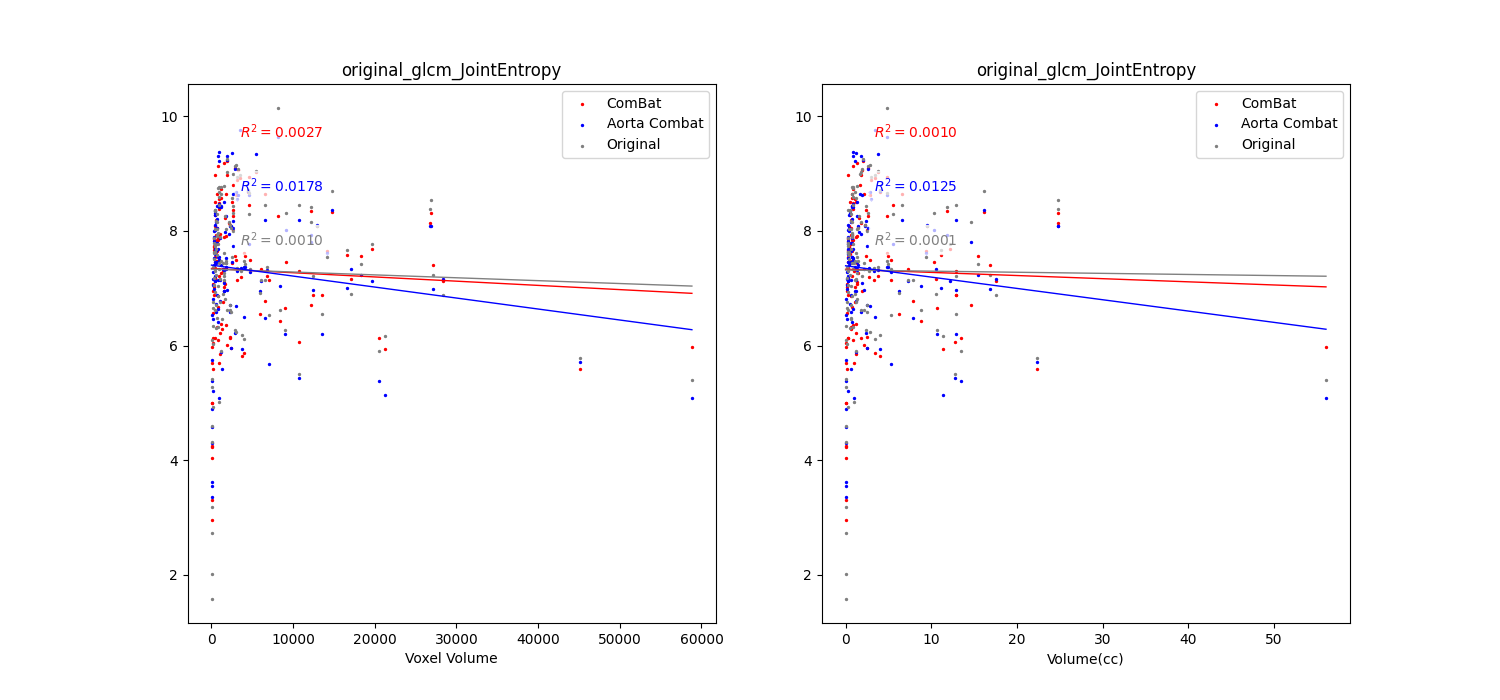 original_glcm_JointEntropy
ComBat
Aorta Combat
Original
R² = 0.0027
R² = 0.0178
R² = 0.0010
10
8
6
4
2
0 10000 20000 30000 40000 50000 60000
Voxel Volume
original_glcm_JointEntropy
ComBat
Aorta Combat
Original
R² = 0.0010
R² = 0.0125
R² = 0.0001
10
8
6
4
2
0 10 20 30 40 50
Volume(cc)